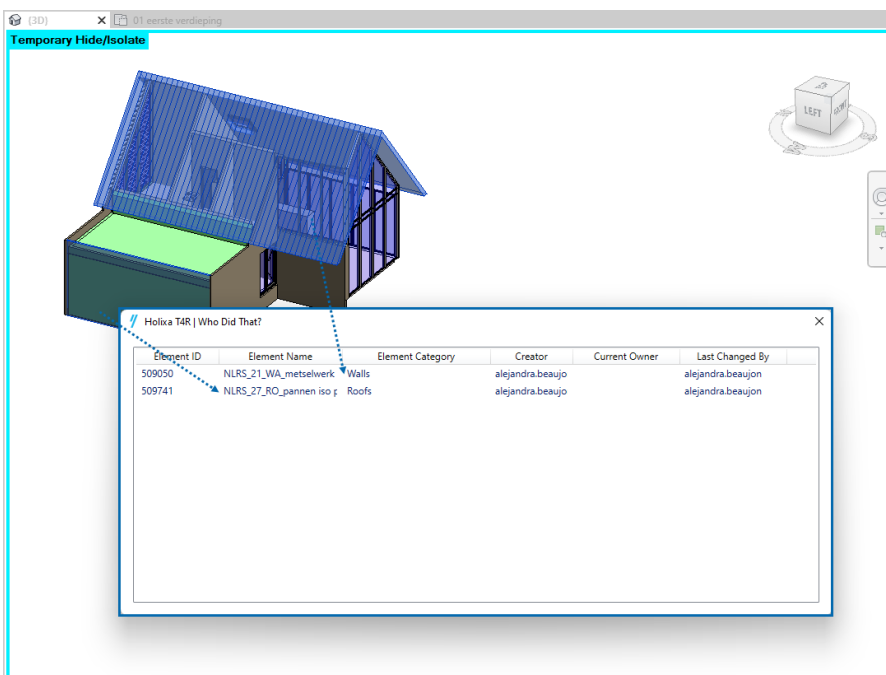 {3D}
01 eerste verdieping
Temporary Hide/Isolate
LEFT
Holixa T4R | Who Did That?
Element ID Element Name Element Category Creator Current Owner Last Changed By
509050 NLRS_21_WA_metselwerk Walls alejandra.beaujo alejandra.beaujon
509741 NLRS_27_RO_pannen iso p Roofs alejandra.beaujo alejandra.beaujon